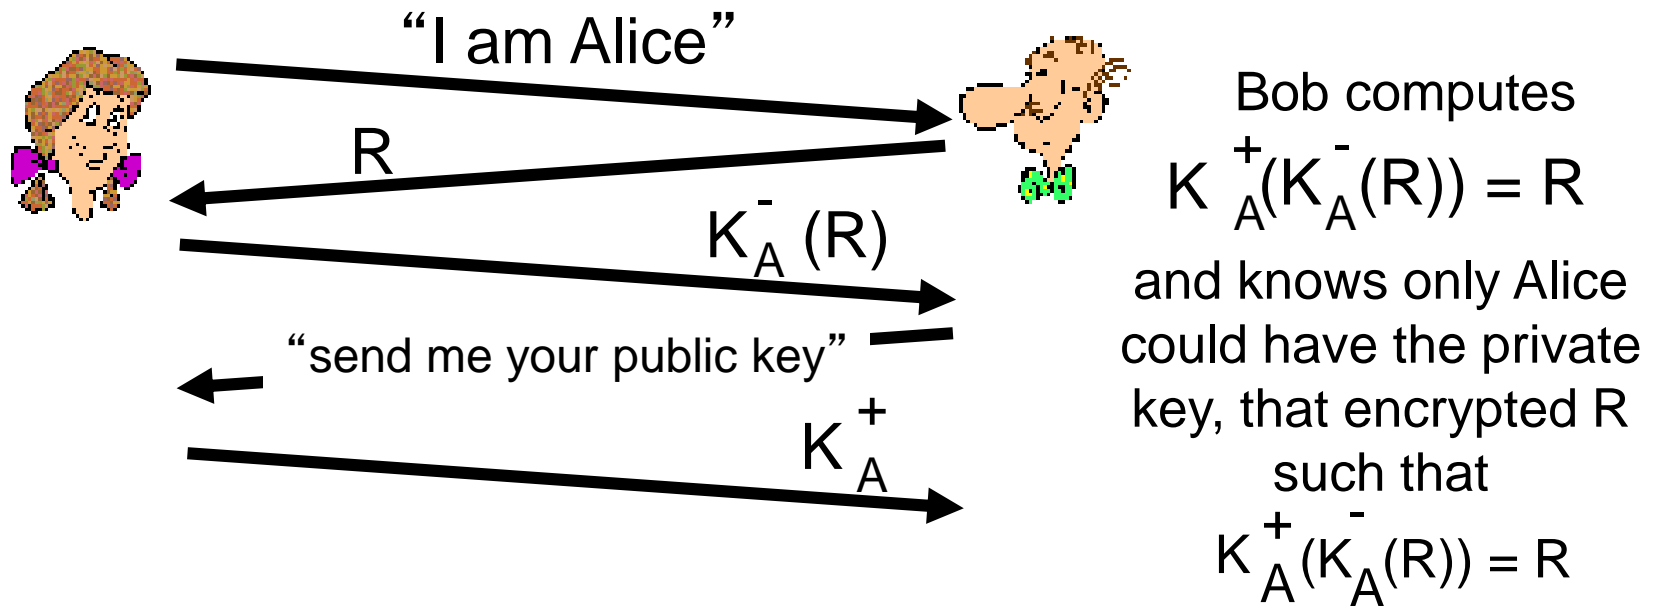 “I am Alice”
R
K_A^- (R)
“send me your public key”
K_A^+
Bob computes
K_A^+(K_A^-(R)) = R
and knows only Alice
could have the private
key, that encrypted R
such that
K_A^+(K_A^-(R)) = R